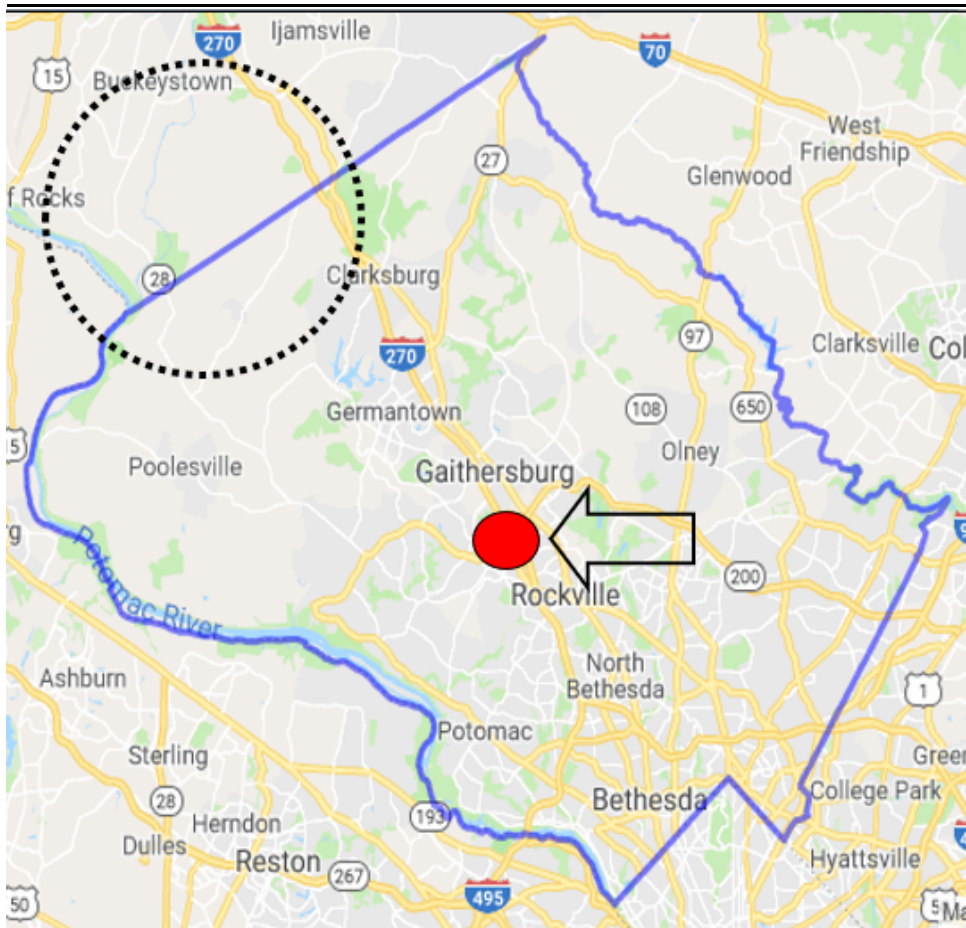 Ijamsville
270
70
15
Buckeystown
West
Friendship
27
Glenwood
f Rocks
28
Clarksburg
97
Clarksville
Col
270
Germantown
108
650
15
Olney
Poolesville
Gaithersburg
rg
Potomac River
200
Rockville
North
Bethesda
Ashburn
1
Potomac
Sterling
Green
28
Bethesda
College Park
193
Herndon
Dulles
Reston
267
Hyattsville
495
50
5
Ma